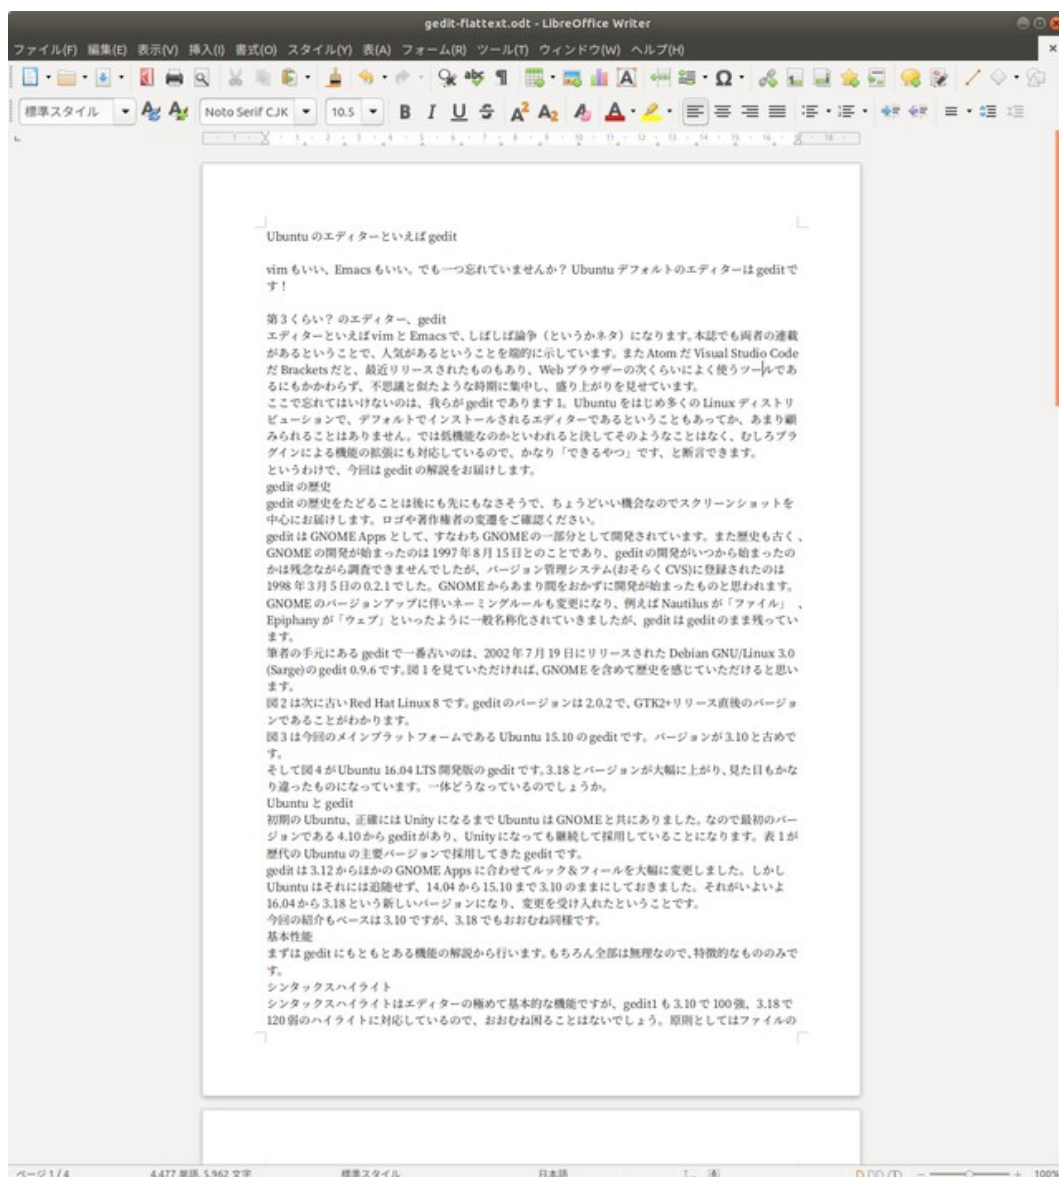 gedit-flattext.odt - LibreOffice Writer
ファイル(F) 編集(E) 表示(V) 挿入(I) 書式(O) スタイル(Y) 表(A) フォーム(R) ツール(T) ウィンドウ(W) ヘルプ(H)
標準スタイル Noto Serif CJK 10.5
Ubuntu のエディターといえば gedit
vim もいい、Emacs もいい。でも一つ忘れていませんか？ Ubuntu デフォルトのエディターは gedit で
す！
第3くらい？ のエディター、gedit
エディターといえば vim と Emacs で、しばしば論争（というかネタ）になります。本誌でも両者の連載
があるということで、人気があるということを端的に示しています。また Atom だ Visual Studio Code
だ Brackets だと、最近リリースされたものもあり、Web ブラウザーの次くらいによく使うツールであ
るにもかかわらず、不思議と似たような時期に集中し、盛り上がりを見せています。
ここで忘れてはいけないのは、我らが gedit であります 1。Ubuntu をはじめ多くの Linux ディストリ
ビューションで、デフォルトでインストールされるエディターであるということもあってか、あまり顧
みられることはありません。では低機能なのかといわれると決してそのようなことはなく、むしろプラ
グインによる機能の拡張にも対応しているので、かなり「できるやつ」です、と断言できます。
というわけで、今回は gedit の解説をお届けします。
gedit の歴史
gedit の歴史をたどることは後にも先にもなさそうで、ちょうどいい機会なのでスクリーンショットを
中心にお届けします。ロゴや著作権者の変遷をご確認ください。
gedit は GNOME Apps として、すなわち GNOME の一部分として開発されています。また歴史も古く、
GNOME の開発が始まったのは 1997 年 8 月 15 日とのことであり、gedit の開発がいつから始まったの
かは残念ながら調査できませんでしたが、バージョン管理システム(おそらく CVS)に登録されたのは
1998 年 3 月 5 日の 0.2.1 でした。GNOME からあまり間をおかずに開発が始まったものと思われます。
GNOME のバージョンアップに伴いネーミングルールも変更になり、例えば Nautilus が「ファイル」、
Epiphany が「ウェブ」といったように一般名称化されていきましたが、gedit は gedit のまま残ってい
ます。
筆者の手元にある gedit で一番古いのは、2002 年 7 月 19 日にリリースされた Debian GNU/Linux 3.0
(Sarge)の gedit 0.9.6 です。図 1 を見ていただければ、GNOME を含めて歴史を感じていただけると思い
ます。
図 2 は次に古い Red Hat Linux 8 です。gedit のバージョンは 2.0.2 で、GTK2+リリース直後のバージョ
ンであることがわかります。
図 3 は今回のメインプラットフォームである Ubuntu 15.10 の gedit です。バージョンが 3.10 と古めで
す。
そして図 4 が Ubuntu 16.04 LTS 開発版の gedit です。3.18 とバージョンが大幅に上がり、見た目もかな
り違ったものになっています。一体どうなっているのでしょうか。
Ubuntu と gedit
初期の Ubuntu、正確には Unity になるまで Ubuntu は GNOME と共にありました。なので最初のバー
ジョンである 4.10 から gedit があり、Unity になっても継続して採用していることになります。表 1 が
歴代の Ubuntu の主要バージョンで採用してきた gedit です。
gedit は 3.12 からほかの GNOME Apps に合わせてルック＆フィールを大幅に変更しました。しかし
Ubuntu はそれには追随せず、14.04 から 15.10 まで 3.10 のままにしておきました。それがいよいよ
16.04 から 3.18 という新しいバージョンになり、変更を受け入れたということです。
今回の紹介もベースは 3.10 ですが、3.18 でもおおむね同様です。
基本性能
まずは gedit にもともとある機能の解説から行います。もちろん全部は無理なので、特徴的なもののみで
す。
シンタックスハイライト
シンタックスハイライトはエディターの極めて基本的な機能ですが、gedit1 も 3.10 で 100 強、3.18 で
120 弱のハイライトに対応しているので、おおむね困ることはないでしょう。原則としてはファイルの
ページ 1 / 4 4,477 単語, 5,962 文字 標準スタイル 日本語 100%